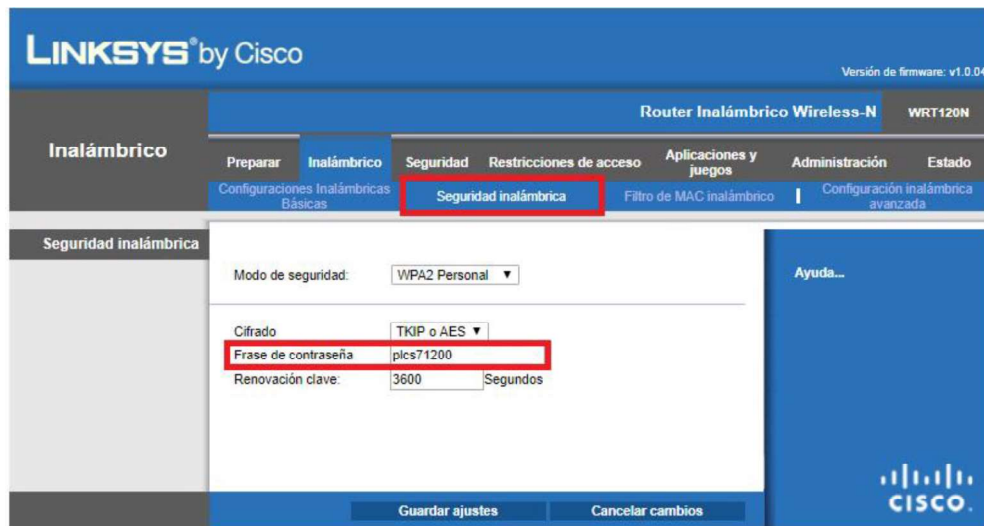 LINKSYS® by Cisco
Versión de firmware: v1.0.04
Router Inalámbrico Wireless-N WRT120N
Inalámbrico
Preparar Inalámbrico Seguridad Restricciones de acceso Aplicaciones y juegos Administración Estado
Configuraciones Inalámbricas Básicas Seguridad inalámbrica Filtro de MAC inalámbrico Configuración inalámbrica avanzada
Seguridad inalámbrica
Modo de seguridad: WPA2 Personal
Ayuda...
Cifrado TKIP o AES
Frase de contraseña plcs71200
Renovación clave: 3600 Segundos
Guardar ajustes Cancelar cambios
CISCO.